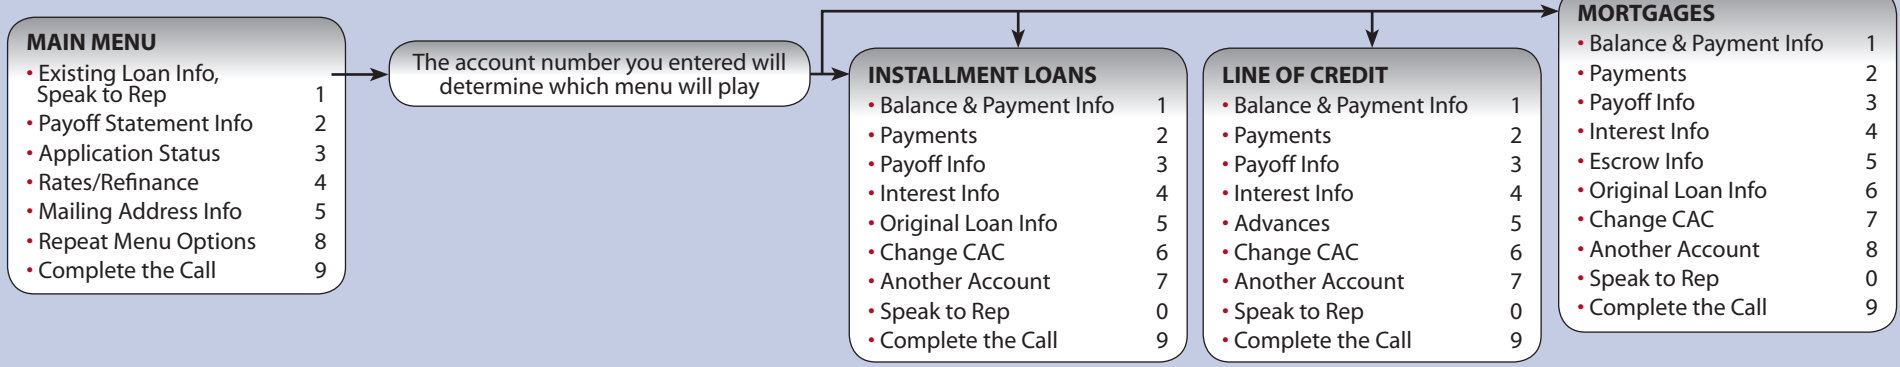 MAIN MENU
• Existing Loan Info,
Speak to Rep 1
• Payoff Statement Info 2
• Application Status 3
• Rates/Refinance 4
• Mailing Address Info 5
• Repeat Menu Options 8
• Complete the Call 9
The account number you entered will
determine which menu will play
INSTALLMENT LOANS
• Balance & Payment Info 1
• Payments 2
• Payoff Info 3
• Interest Info 4
• Original Loan Info 5
• Change CAC 6
• Another Account 7
• Speak to Rep 0
• Complete the Call 9
LINE OF CREDIT
• Balance & Payment Info 1
• Payments 2
• Payoff Info 3
• Interest Info 4
• Advances 5
• Change CAC 6
• Another Account 7
• Speak to Rep 0
• Complete the Call 9
MORTGAGES
• Balance & Payment Info 1
• Payments 2
• Payoff Info 3
• Interest Info 4
• Escrow Info 5
• Original Loan Info 6
• Change CAC 7
• Another Account 8
• Speak to Rep 0
• Complete the Call 9